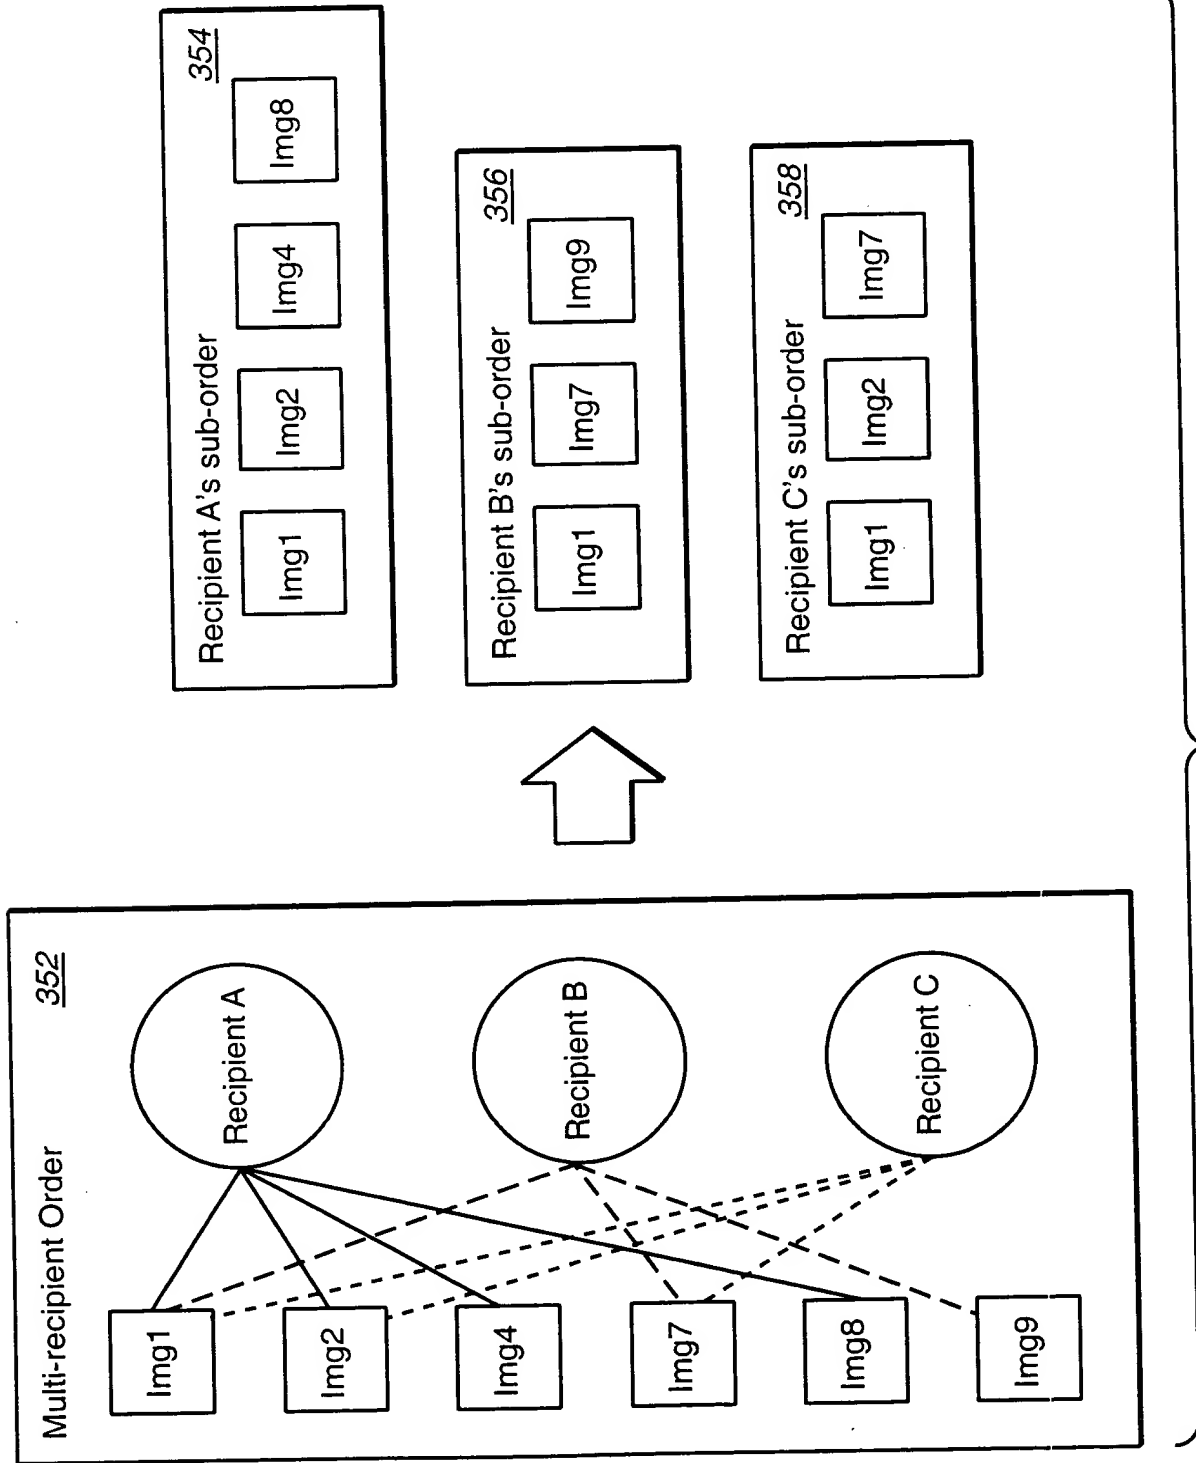 Multi-recipient Order
352
Img1
Img2
Img4
Img7
Img8
Img9
Recipient A
Recipient B
Recipient C
Recipient A's sub-order
354
Img1
Img2
Img4
Img8
Recipient B's sub-order
356
Img1
Img7
Img9
Recipient C's sub-order
358
Img1
Img2
Img7